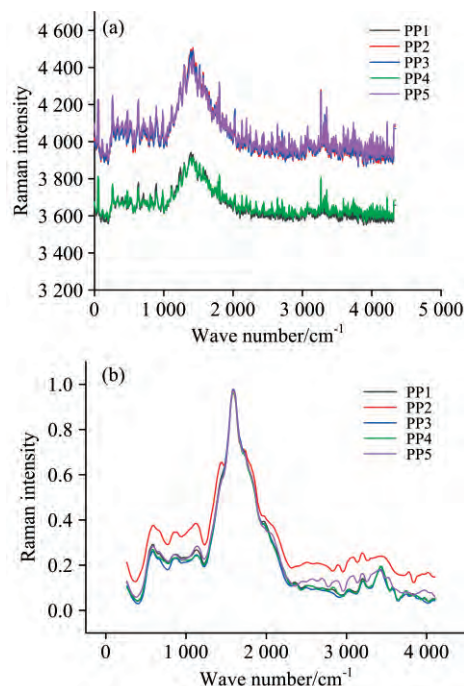 (a)
PP1
PP2
PP3
PP4
PP5
4 600
4 400
4 200
4 000
3 800
3 600
3 400
3 200
Raman intensity
0
1 000
2 000
3 000
4 000
5 000
Wave number/cm-1
(b)
PP1
PP2
PP3
PP4
PP5
1.0
0.8
0.6
0.4
0.2
0.0
Raman intensity
0
1 000
2 000
3 000
4 000
Wave number/cm-1